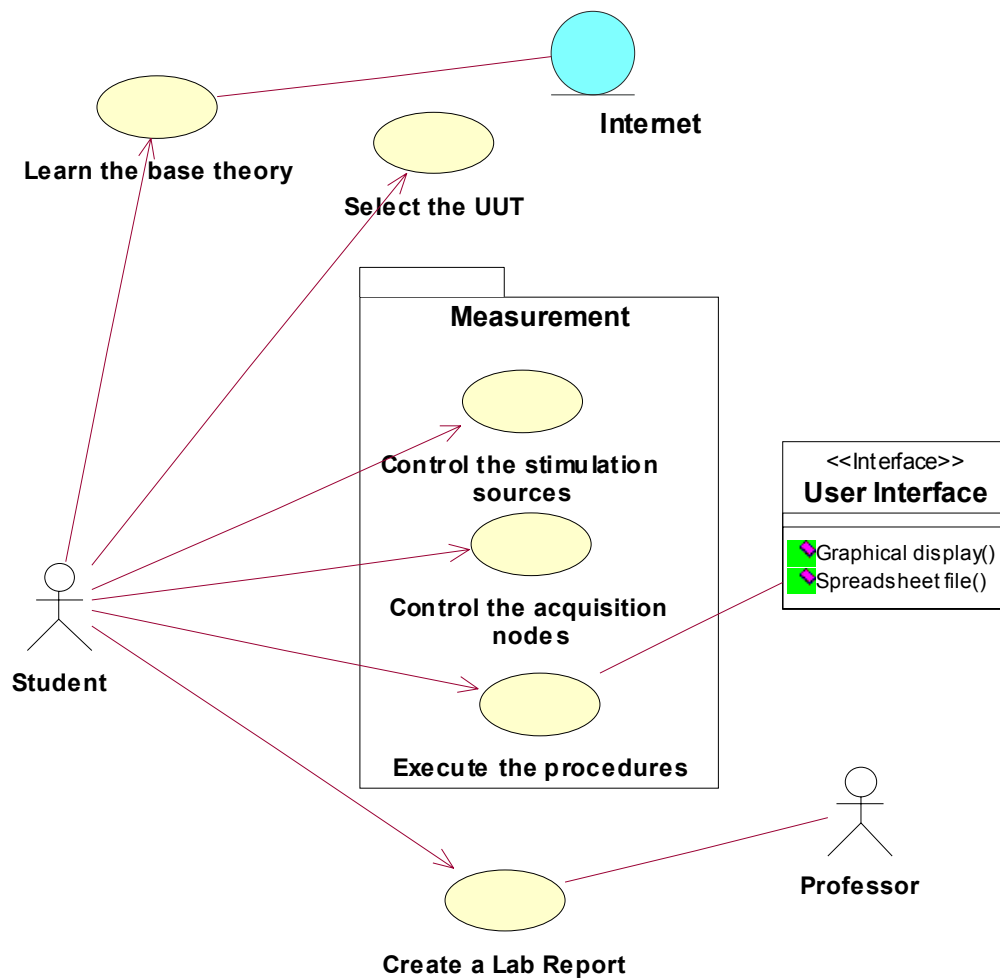 Internet
Learn the base theory
Select the UUT
Measurement
Control the stimulation
sources
<<Interface>>
User Interface
Graphical display()
Spreadsheet file()
Control the acquisition
nodes
Student
Execute the procedures
Professor
Create a Lab Report